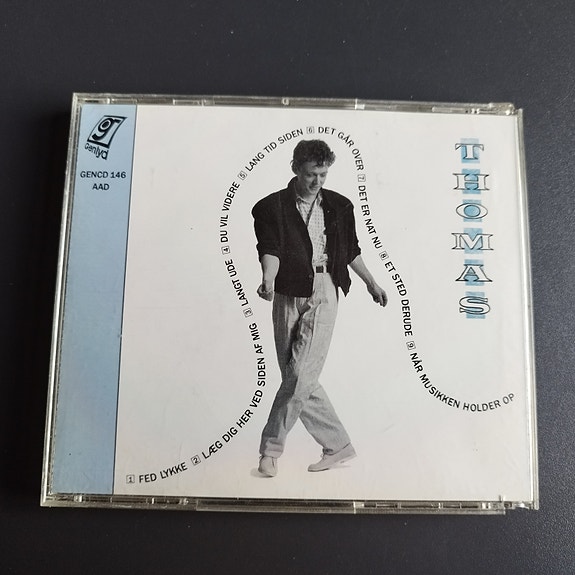 gr
Genlyd
GENCD 146
AAD
1 FED LYKKE 2 LÆG DIG HER VED SIDEN AF MIG 3 LANGT UDE 4 DU VIL VIDERE 5 LANG TID SIDEN 6 DET GÅR OVER 7 DET ER NAT NU 8 ET STED DERUDE 9 NÅR MUSIKKEN HOLDER OP
THOMAS